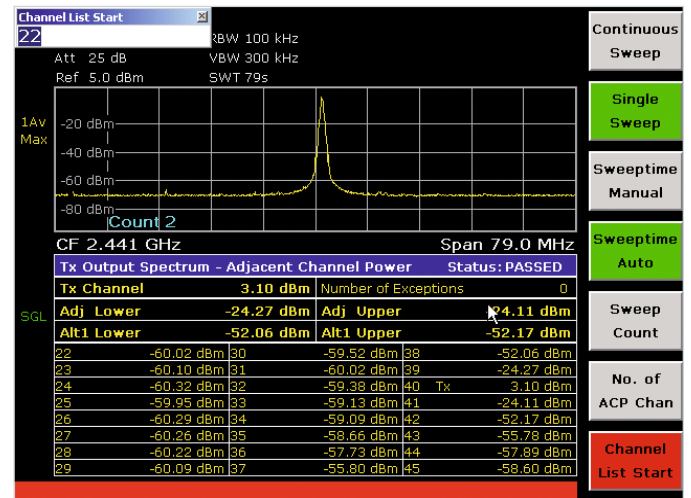 Channel List Start
22
RBW 100 kHz
Att 25 dB VBW 300 kHz
Ref 5.0 dBm SWT 79s
1Av
Max
-20 dBm
-40 dBm
-60 dBm
-80 dBm
Count 2
CF 2.441 GHz Span 79.0 MHz
Tx Output Spectrum - Adjacent Channel Power Status: PASSED
Tx Channel 3.10 dBm Number of Exceptions 0
SGL
Adj Lower -24.27 dBm Adj Upper -24.11 dBm
Alt1 Lower -52.06 dBm Alt1 Upper -52.17 dBm
22 -60.02 dBm 30 -59.52 dBm 38 -52.06 dBm
23 -60.10 dBm 31 -60.02 dBm 39 -24.27 dBm
24 -60.32 dBm 32 -59.38 dBm 40 Tx 3.10 dBm
25 -59.95 dBm 33 -59.13 dBm 41 -24.11 dBm
26 -60.29 dBm 34 -59.09 dBm 42 -52.17 dBm
27 -60.26 dBm 35 -58.66 dBm 43 -55.78 dBm
28 -60.22 dBm 36 -57.73 dBm 44 -57.89 dBm
29 -60.09 dBm 37 -55.80 dBm 45 -58.60 dBm
Continuous
Sweep
Single
Sweep
Sweeptime
Manual
Sweeptime
Auto
Sweep
Count
No. of
ACP Chan
Channel
List Start